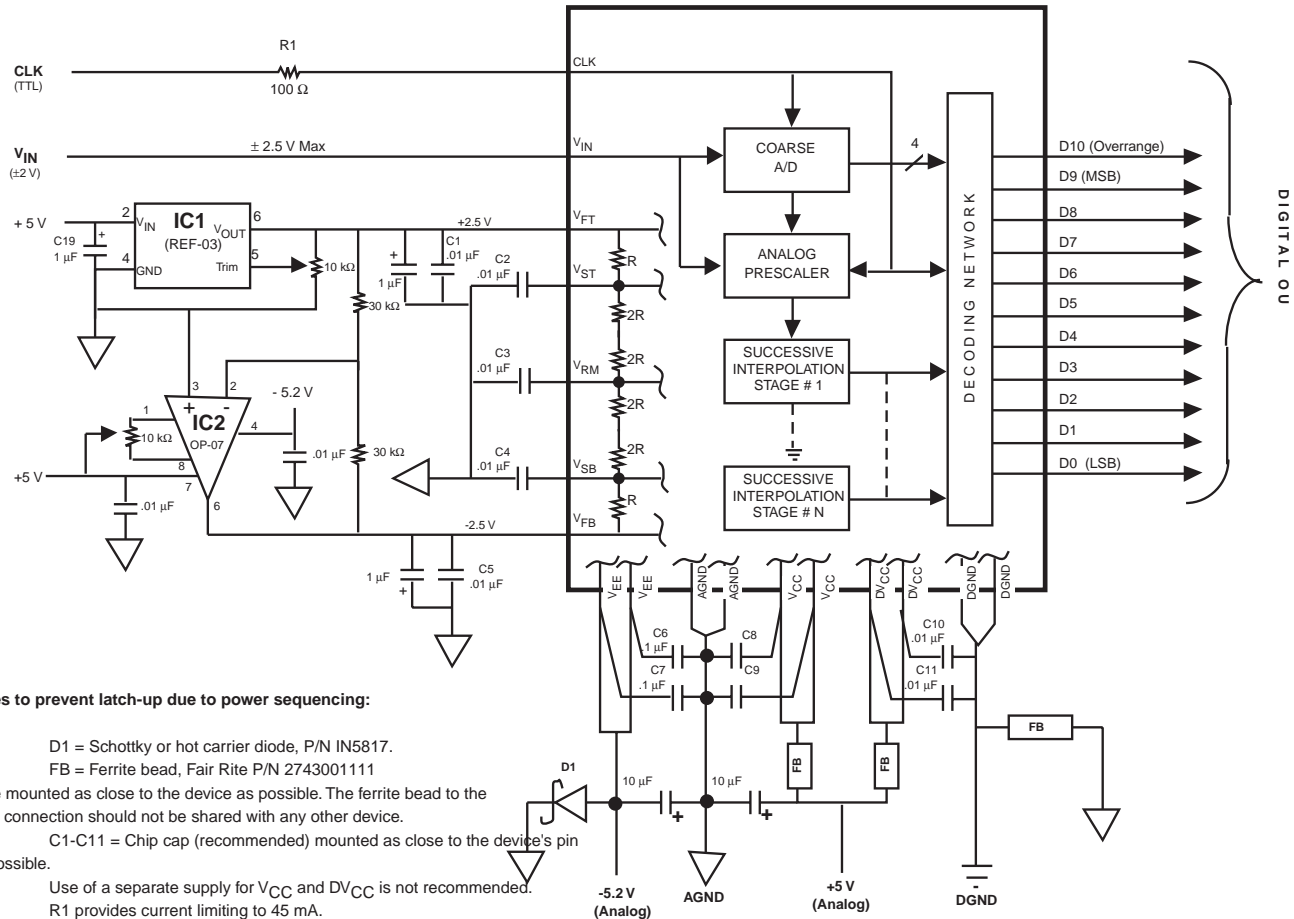 CLK
(TTL)
R1
100 Ω
CLK
VIN
(±2 V)
± 2.5 V Max
VIN
COARSE
A/D
4
ANALOG
PRESCALER
SUCCESSIVE
INTERPOLATION
STAGE # 1
SUCCESSIVE
INTERPOLATION
STAGE # N
DECODING NETWORK
D10 (Overrange)
D9 (MSB)
D8
D7
D6
D5
D4
D3
D2
D1
D0 (LSB)
DIGITAL OU
+ 5 V
2
VIN
IC1
(REF-03)
VOUT
6
C19
1 µF
+
4
GND
Trim
5
10 kΩ
30 kΩ
+2.5 V
VFT
+
1 µF
C1
.01 µF
C2
.01 µF
VST
R
2R
C3
.01 µF
VRM
2R
2R
C4
.01 µF
VSB
2R
R
VFB
-2.5 V
3
2
- 5.2 V
1
+
-
IC2
OP-07
4
10 kΩ
8
.01 µF
30 kΩ
+5 V
7
.01 µF
6
1 µF
+
C5
.01 µF
VEE
VEE
AGND
AGND
VCC
VCC
DVCC
DVCC
DGND
DGND
C6
.1 µF
C8
C7
.1 µF
C9
C10
.01 µF
C11
.01 µF
FB
FB
FB
D1
10 µF
+
10 µF
+
-5.2 V
(Analog)
AGND
+5 V
(Analog)
DGND
es to prevent latch-up due to power sequencing:
D1 = Schottky or hot carrier diode, P/N IN5817.
FB = Ferrite bead, Fair Rite P/N 2743001111
e mounted as close to the device as possible. The ferrite bead to the
connection should not be shared with any other device.
C1-C11 = Chip cap (recommended) mounted as close to the device's pin
ossible.
Use of a separate supply for VCC and DVCC is not recommended.
R1 provides current limiting to 45 mA.